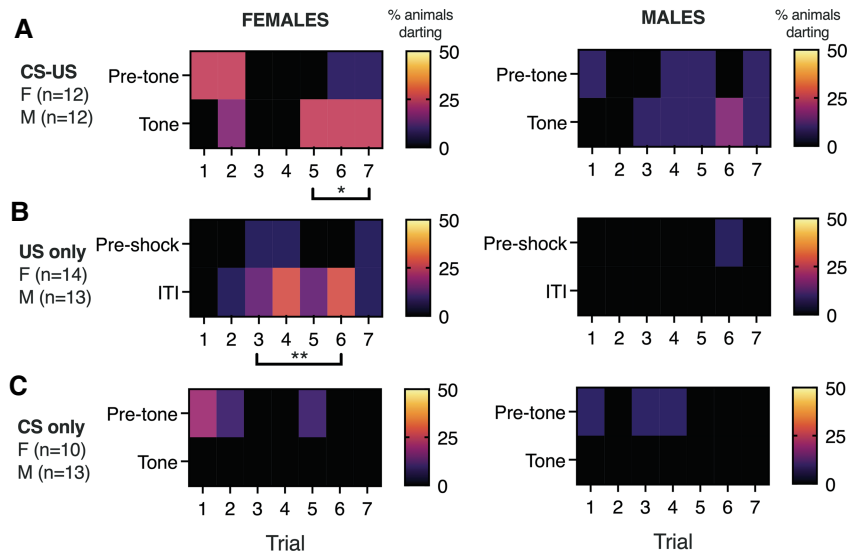 A
FEMALES
% animals
darting
MALES
% animals
darting
CS-US
F (n=12)
M (n=12)
Pre-tone
Tone
1 2 3 4 5 6 7
50
25
0
*
Pre-tone
Tone
1 2 3 4 5 6 7
50
25
0
B
US only
F (n=14)
M (n=13)
Pre-shock
ITI
1 2 3 4 5 6 7
50
25
0
**
Pre-shock
ITI
1 2 3 4 5 6 7
50
25
0
C
CS only
F (n=10)
M (n=13)
Pre-tone
Tone
1 2 3 4 5 6 7
Trial
50
25
0
Pre-tone
Tone
1 2 3 4 5 6 7
Trial
50
25
0